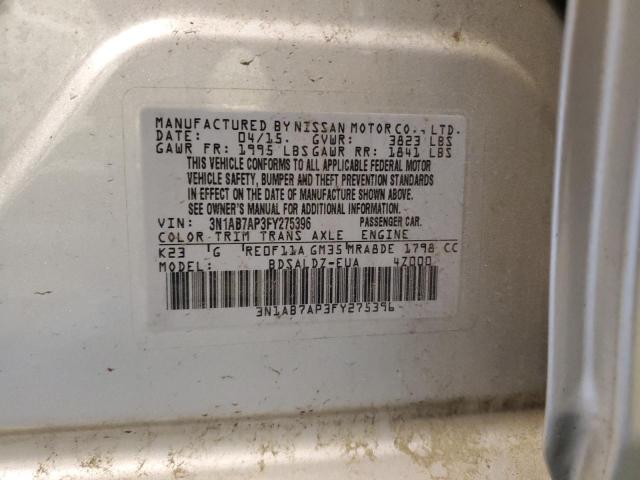 MANUFACTURED BY NISSAN MOTOR CO., LTD.
DATE: 04/15. GVWR: 3823 LBS
GAWR FR: 1995 LBS GAWR RR: 1841 LBS
THIS VEHICLE CONFORMS TO ALL APPLICABLE FEDERAL MOTOR
VEHICLE SAFETY, BUMPER AND THEFT PREVENTION STANDARDS
IN EFFECT ON THE DATE OF MANUFACTURE SHOWN ABOVE.
SEE OWNER'S MANUAL FOR ADDITIONAL INFORMATION.
VIN: 3N1AB7AP3FY275396 PASSENGER CAR.
COLOR TRIM TRANS AXLE ENGINE
K23 G RE0F11A GM35 MRA8DE 1798 CC
MODEL: BDSALDZ-EUA 4Z000
3N1AB7AP3FY275396